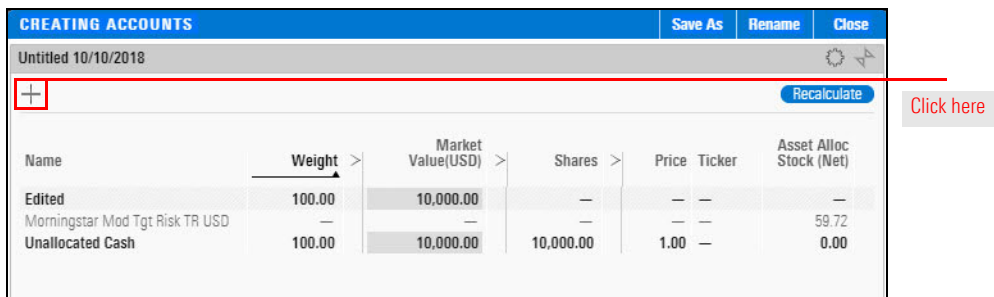 CREATING ACCOUNTS Save As Rename Close
Untitled 10/10/2018
Recalculate
Click here
Market Asset Alloc
Name Weight > Value(USD) > Shares > Price Ticker Stock (Net)
Edited 100.00 10,000.00 — — — —
Morningstar Mod Tgt Risk TR USD — — — — — 59.72
Unallocated Cash 100.00 10,000.00 10,000.00 1.00 — 0.00